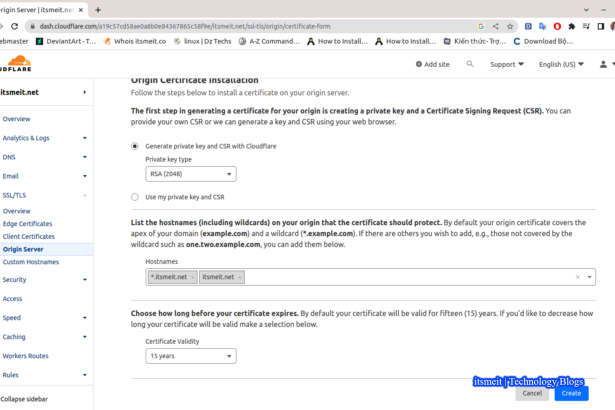 Origin Server | itsmeit.net
dash.cloudflare.com/a19c57cd58ae0a8b0e84367865c58f9e/itsmeit.net/ssl-tls/origin/certificate-form
ebmaster
DeviantArt - T...
Whois itsmeit.co
linux | Dz Techs
A-Z Command...
How to Install...
How to Install...
Kiến thức- Trợ...
Download Bộ...
Add site
Support
English (US)
itsmeit.net
Overview
Analytics & Logs
DNS
Email
SSL/TLS
Overview
Edge Certificates
Client Certificates
Origin Server
Custom Hostnames
Security
Access
Speed
Caching
Workers Routes
Rules
Collapse sidebar
Origin Certificate Installation
Follow the steps below to install a certificate on your origin server.
The first step in generating a certificate for your origin is creating a private key and a Certificate Signing Request (CSR). You can
provide your own CSR or we can generate a key and CSR using your web browser.
Generate private key and CSR with Cloudflare
Private key type
RSA (2048)
Use my private key and CSR
List the hostnames (including wildcards) on your origin that the certificate should protect. By default your origin certificate covers the
apex of your domain (example.com) and a wildcard (*.example.com). If there are others you wish to add, e.g., those not covered by the
wildcard such as one.two.example.com, you can add them below.
Hostnames
*.itsmeit.net × itsmeit.net ×
Choose how long before your certificate expires. By default your certificate will be valid for fifteen (15) years. If you'd like to decrease how
long your certificate will be valid make a selection below.
Certificate Validity
15 years
itsmeit | Technology Blogs
Cancel
Create